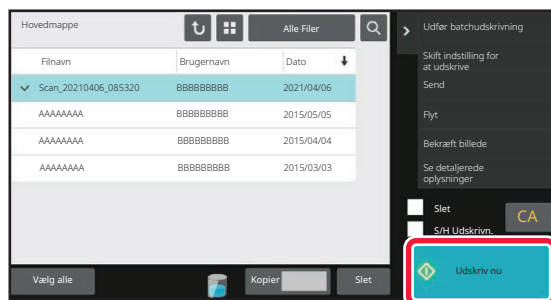 Hovedmappe
Alle Filer
Filnavn Brugernavn Dato
Scan_20210406_085320 BBBBBBBBB 2021/04/06
AAAAAAAA BBBBBBBBB 2015/05/05
AAAAAAAA BBBBBBBBB 2015/04/04
AAAAAAAA BBBBBBBBB 2015/03/03
Vælg alle
Kopier
Slet
Udfør batchudskrivning
Skift indstilling for
at udskrive
Send
Flyt
Bekræft billede
Se detaljerede
oplysninger
Slet
S/H Udskrivn.
CA
Udskriv nu